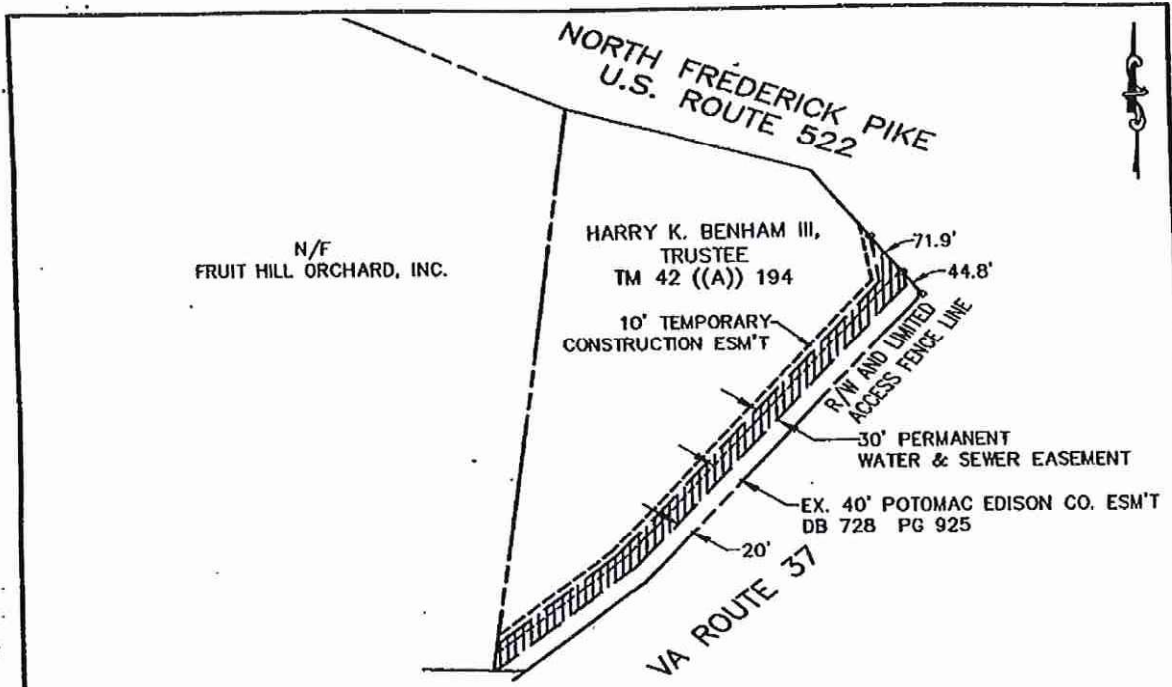 NORTH FREDERICK PIKE
U.S. ROUTE 522
N/F
FRUIT HILL ORCHARD, INC.
HARRY K. BENHAM III,
TRUSTEE
TM 42 ((A)) 194
71.9'
44.8'
10' TEMPORARY
CONSTRUCTION ESM'T
R/W AND LIMITED
ACCESS FENCE LINE
30' PERMANENT
WATER & SEWER EASEMENT
EX. 40' POTOMAC EDISON CO. ESM'T
DB 728 PG 925
20'
VA ROUTE 37